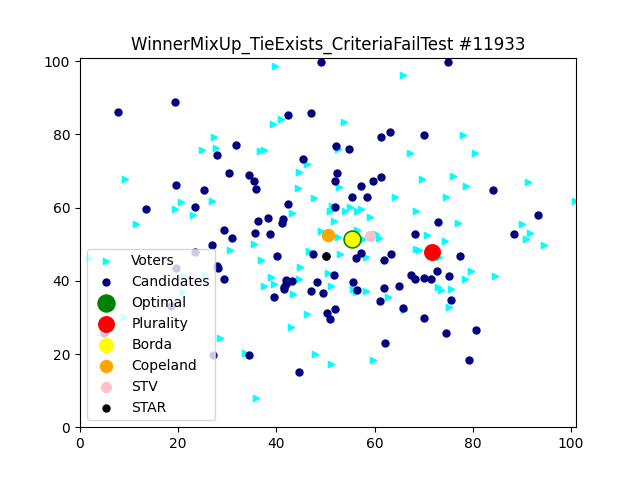 WinnerMixUp_TieExists_CriteriaFailTest #11933
100
80
60
40
20
0
0 20 40 60 80 100
Voters
Candidates
Optimal
Plurality
Borda
Copeland
STV
STAR